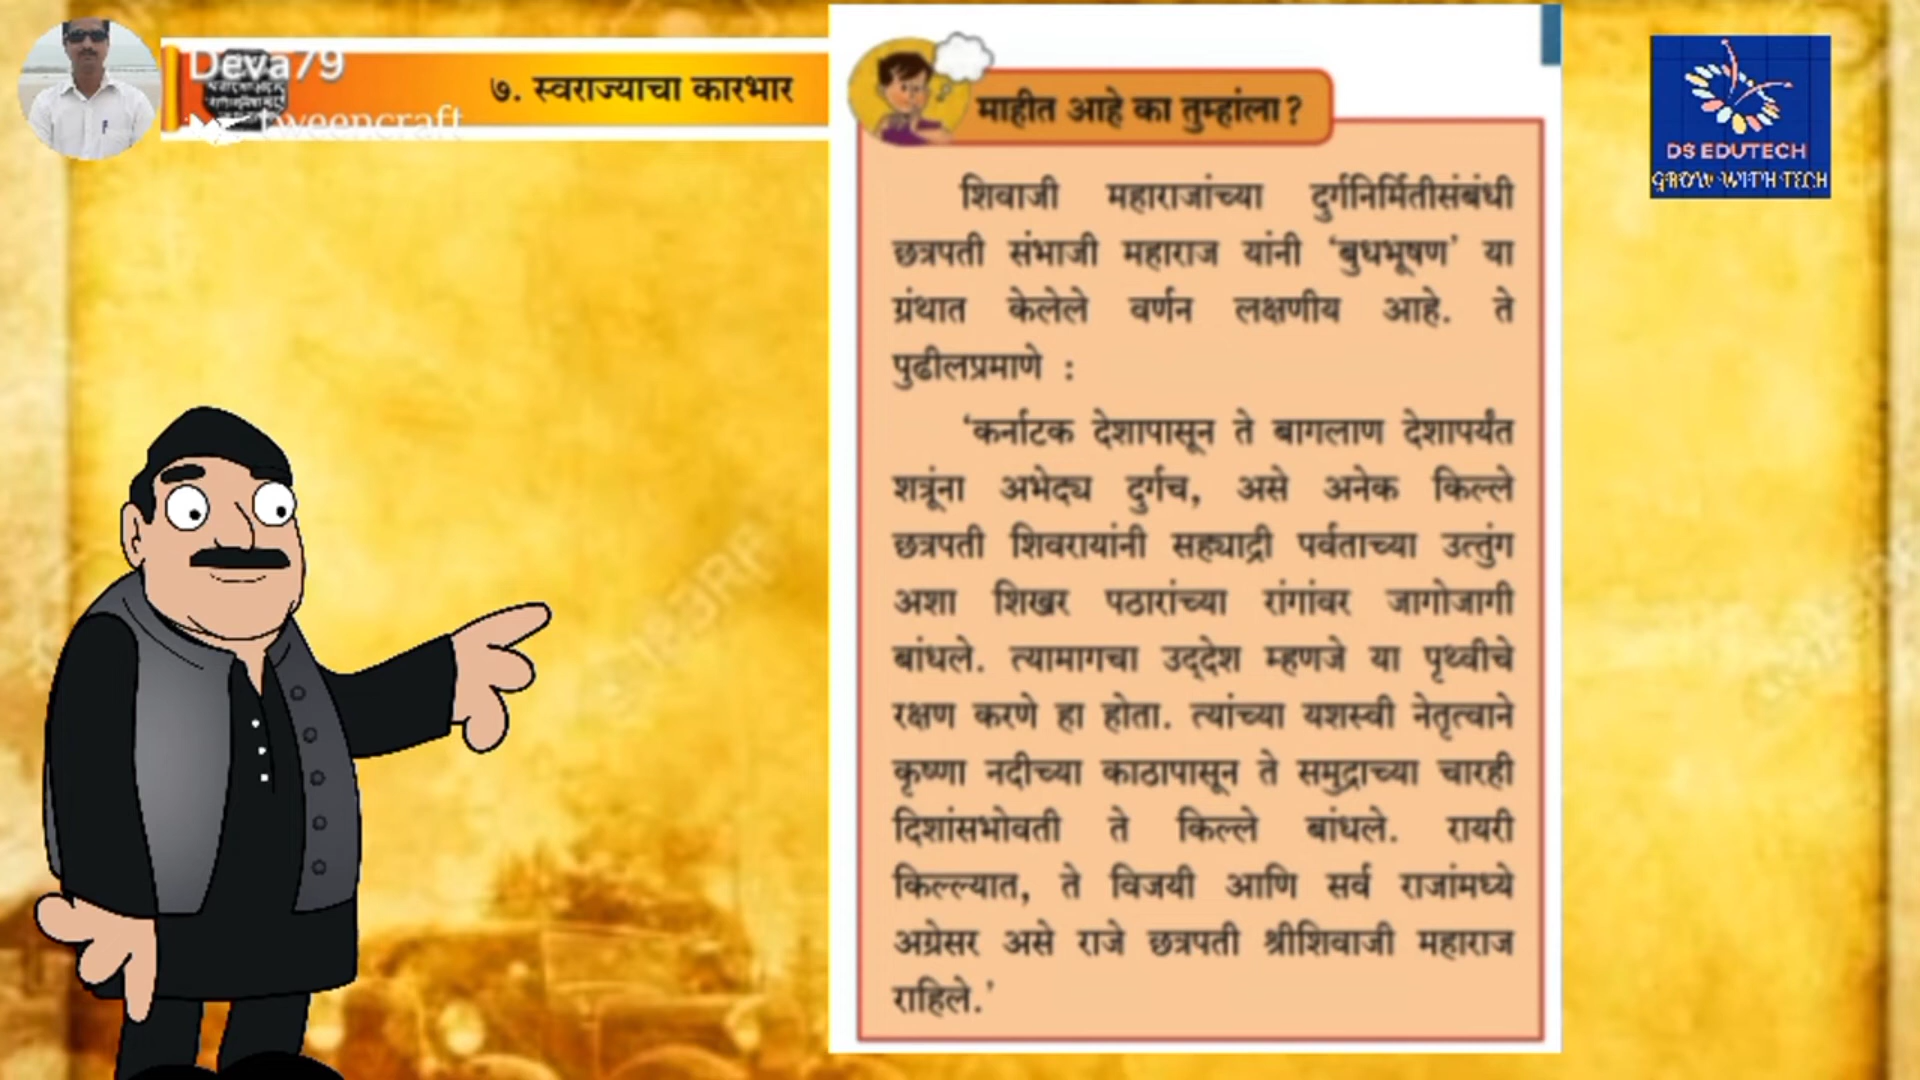 Deva79
tweencraft
७. स्वराज्याचा कारभार
माहीत आहे का तुम्हांला ?
शिवाजी महाराजांच्या दुर्गनिर्मितीसंबंधी
छत्रपती संभाजी महाराज यांनी ‘बुधभूषण’ या
ग्रंथात केलेले वर्णन लक्षणीय आहे. ते
पुढीलप्रमाणे :
‘कर्नाटक देशापासून ते बागलाण देशापर्यंत
शत्रूंना अभेद्य दुर्गच, असे अनेक किल्ले
छत्रपती शिवरायांनी सह्याद्री पर्वताच्या उत्तुंग
अशा शिखर पठारांच्या रांगांवर जागोजागी
बांधले. त्यामागचा उद्‌देश म्हणजे या पृथ्वीचे
रक्षण करणे हा होता. त्यांच्या यशस्वी नेतृत्वाने
कृष्णा नदीच्या काठापासून ते समुद्राच्या चारही
दिशांसभोवती ते किल्ले बांधले. रायरी
किल्ल्यात, ते विजयी आणि सर्व राजांमध्ये
अग्रेसर असे राजे छत्रपती श्रीशिवाजी महाराज
राहिले.’
DS EDUTECH
GROW WITH TECH